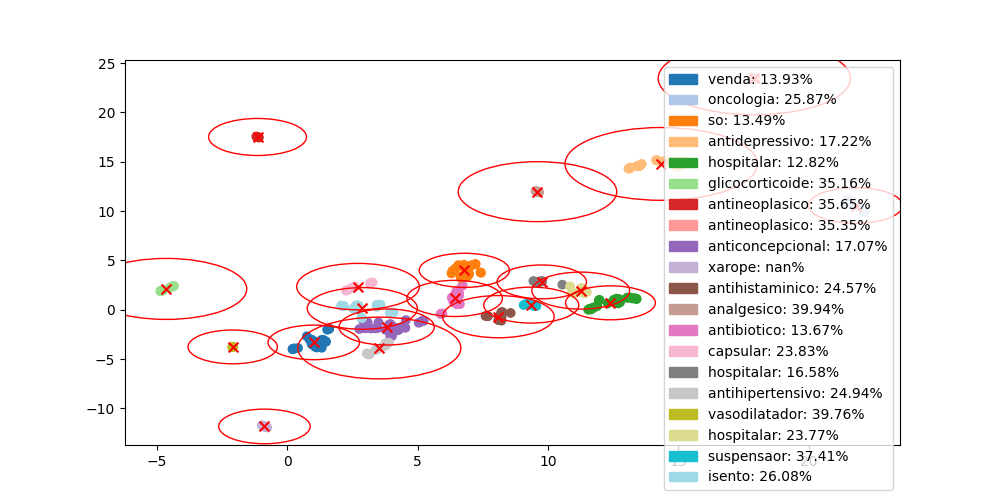 25
20
15
10
5
0
−5
−10
−5
0
5
10
15
20
venda: 13.93%
oncologia: 25.87%
so: 13.49%
antidepressivo: 17.22%
hospitalar: 12.82%
glicocorticoide: 35.16%
antineoplasico: 35.65%
antineoplasico: 35.35%
anticoncepcional: 17.07%
xarope: nan%
antihistaminico: 24.57%
analgesico: 39.94%
antibiotico: 13.67%
capsular: 23.83%
hospitalar: 16.58%
antihipertensivo: 24.94%
vasodilatador: 39.76%
hospitalar: 23.77%
suspensaor: 37.41%
isento: 26.08%